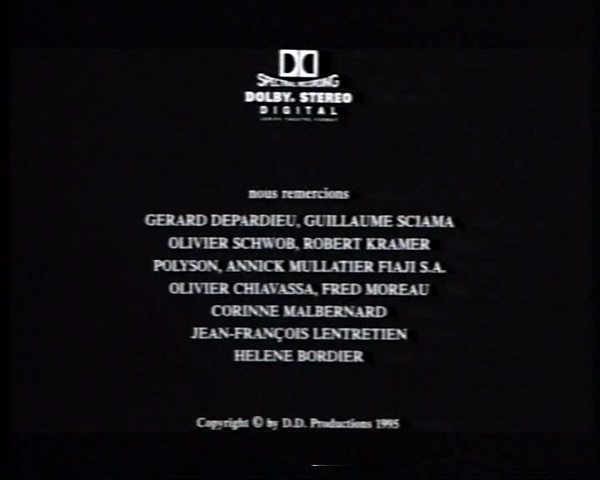 SPECTRAL RECORDING
DOLBY. STEREO
DIGITAL
nous remercions
GERARD DEPARDIEU, GUILLAUME SCIAMA
OLIVIER SCHWOB, ROBERT KRAMER
POLYSON, ANNICK MULLATIER FIAJI S.A.
OLIVIER CHIAVASSA, FRED MOREAU
CORINNE MALBERNARD
JEAN-FRANÇOIS LENTRETIEN
HELENE BORDIER
Copyright © by D.D. Productions 1995